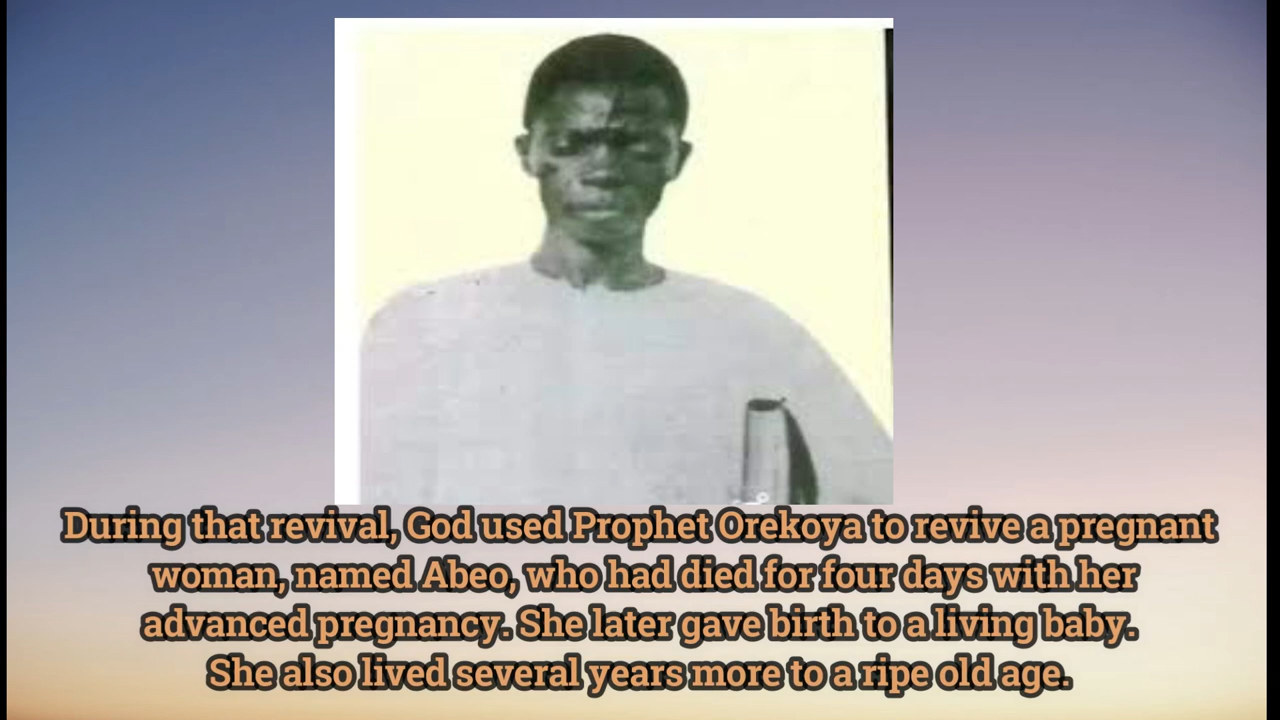 During that revival, God used Prophet Orekoya to revive a pregnant
woman, named Abeo, who had died for four days with her
advanced pregnancy. She later gave birth to a living baby.
She also lived several years more to a ripe old age.